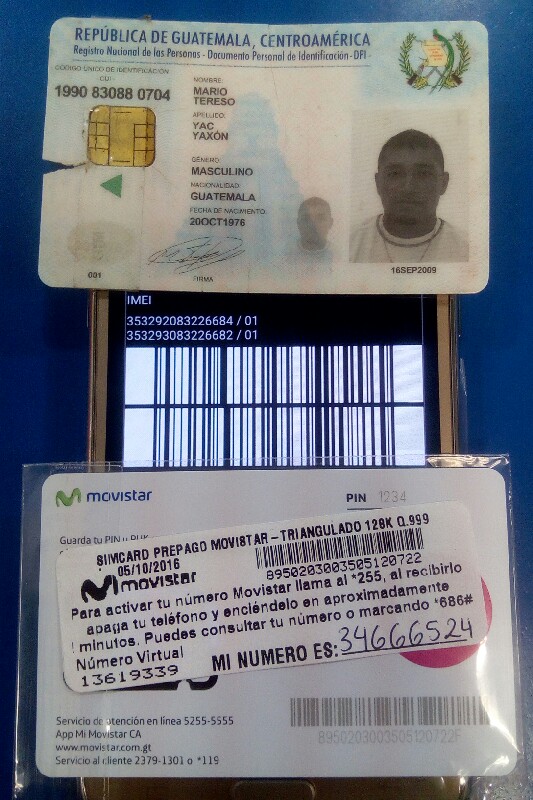 REPÚBLICA DE GUATEMALA, CENTROAMÉRICA
Registro Nacional de las Personas - Documento Personal de Identificación - DPI -
CÓDIGO ÚNICO DE IDENTIFICACIÓN
CUI
1990 83088 0704
NOMBRE:
MARIO
TERESO
APELLIDO:
YAC
YAXÓN
GÉNERO:
MASCULINO
NACIONALIDAD:
GUATEMALA
FECHA DE NACIMIENTO:
20OCT1976
001
FIRMA
16SEP2009
IMEI
353292083226684 / 01
353293083226682 / 01
movistar
PIN 1234
Guarda tu PIN y PUK
SIMCARD PREPAGO MOVISTAR - TRIANGULADO 128K Q.999
05/10/2016
8950203003505120722
movistar
Para activar tu número Movistar llama al *255, al recibirlo
apaga tu teléfono y enciéndelo en aproximadamente
minutos. Puedes consultar tu número o marcando *686#
Número Virtual
13619339
MI NUMERO ES: 34666524
Servicio de atención en línea 5255-5555
App Mi Movistar CA
www.movistar.com.gt
Servicio al cliente 2379-1301 o *119
8950203003505120722F